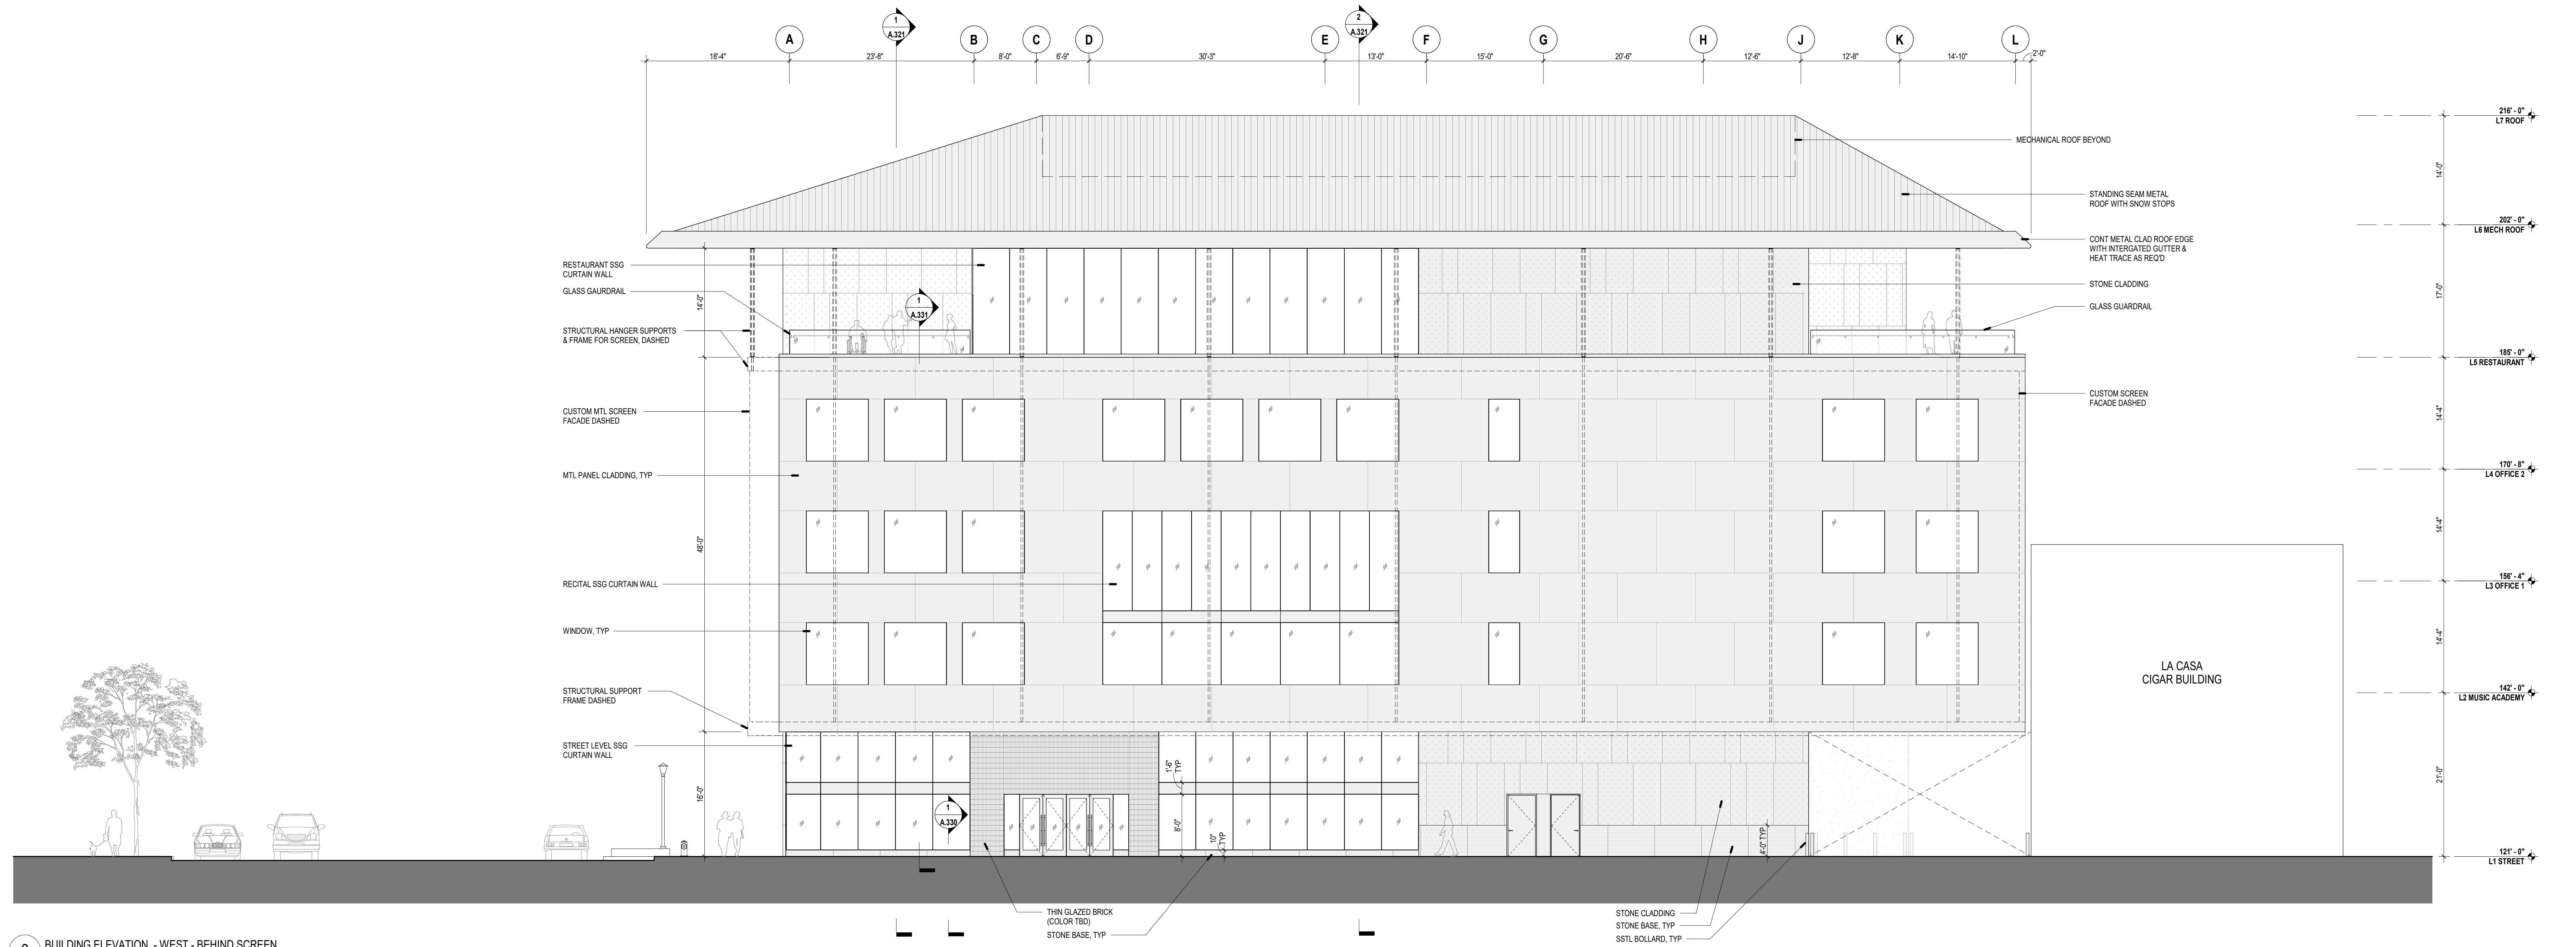 1
A.321
2
A.321
A
B
C
D
E
F
G
H
J
K
L
18'-4"
23'-8"
8'-0"
6'-9"
30'-3"
13'-0"
15'-0"
20'-6"
12'-6"
12'-8"
14'-10"
2'-0"
216' - 0"
L7 ROOF
MECHANICAL ROOF BEYOND
14'-0"
STANDING SEAM METAL
ROOF WITH SNOW STOPS
202' - 0"
L6 MECH ROOF
CONT METAL CLAD ROOF EDGE
WITH INTERGATED GUTTER &
HEAT TRACE AS REQ'D
RESTAURANT SSG
CURTAIN WALL
GLASS GAURDRAIL
STONE CLADDING
17'-0"
14'-0"
1
A.331
GLASS GUARDRAIL
STRUCTURAL HANGER SUPPORTS
& FRAME FOR SCREEN, DASHED
185' - 0"
L5 RESTAURANT
CUSTOM MTL SCREEN
FACADE DASHED
CUSTOM SCREEN
FACADE DASHED
14'-4"
MTL PANEL CLADDING, TYP
170' - 8"
L4 OFFICE 2
14'-4"
48'-0"
RECITAL SSG CURTAIN WALL
156' - 4"
L3 OFFICE 1
WINDOW, TYP
14'-4"
LA CASA
CIGAR BUILDING
STRUCTURAL SUPPORT
FRAME DASHED
142' - 0"
L2 MUSIC ACADEMY
STREET LEVEL SSG
CURTAIN WALL
1'-6"
TYP
21'-0"
16'-0"
1
A.330
8'-0"
10"
TYP
4'-0" TYP
121' - 0"
L1 STREET
THIN GLAZED BRICK
(COLOR TBD)
STONE BASE, TYP
STONE CLADDING
STONE BASE, TYP
SSTL BOLLARD, TYP
BUILDING ELEVATION - WEST - BEHIND SCREEN